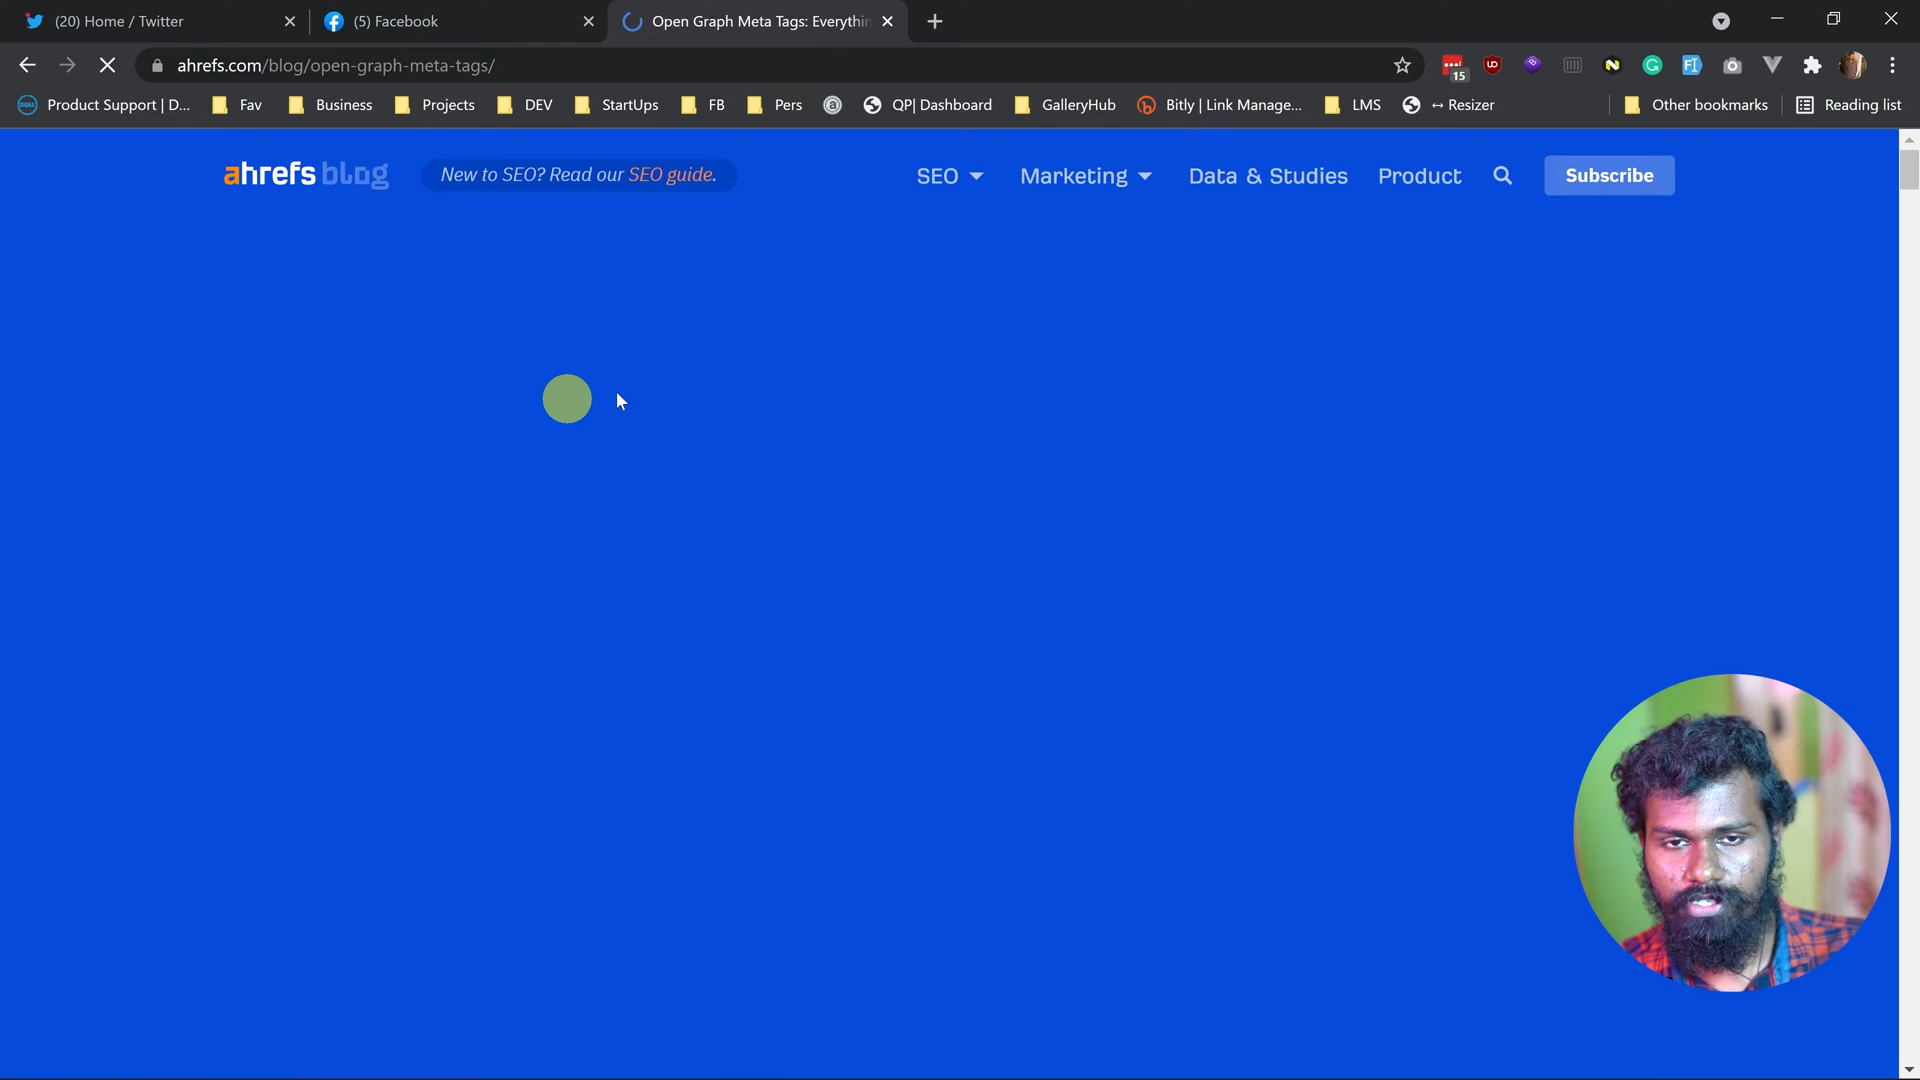 (20) Home / Twitter
(5) Facebook
Open Graph Meta Tags: Everythin
ahrefs.com/blog/open-graph-meta-tags/
15
Product Support | D...
Fav
Business
Projects
DEV
StartUps
FB
Pers
QP| Dashboard
GalleryHub
Bitly | Link Manage...
LMS
↔ Resizer
Other bookmarks
Reading list
ahrefs blog
New to SEO? Read our SEO guide.
SEO
Marketing
Data & Studies
Product
Subscribe